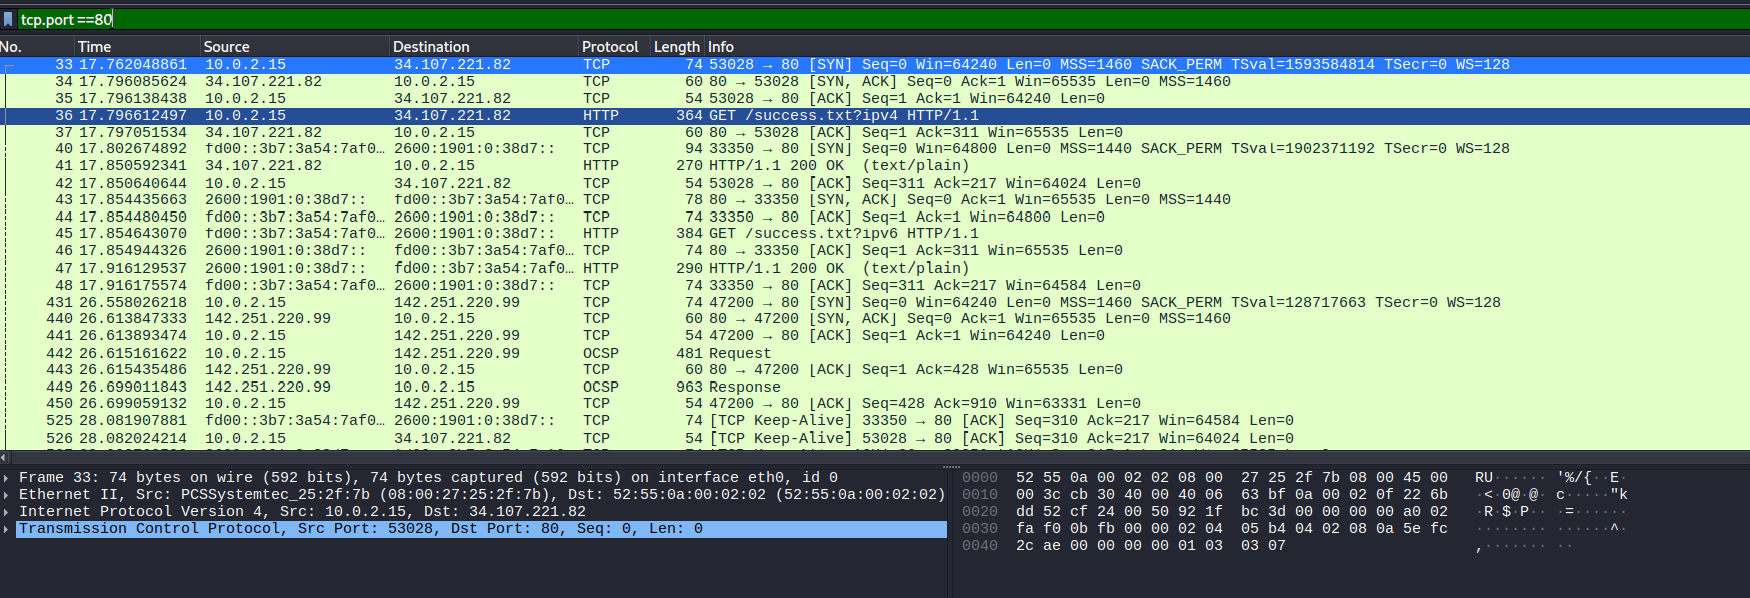 tcp.port ==80
No. Time Source Destination Protocol Length Info
33 17.762048861 10.0.2.15 34.107.221.82 TCP 74 53028 → 80 [SYN] Seq=0 Win=64240 Len=0 MSS=1460 SACK_PERM TSval=1593584814 TSecr=0 WS=128
34 17.796085624 34.107.221.82 10.0.2.15 TCP 60 80 → 53028 [SYN, ACK] Seq=0 Ack=1 Win=65535 Len=0 MSS=1460
35 17.796138438 10.0.2.15 34.107.221.82 TCP 54 53028 → 80 [ACK] Seq=1 Ack=1 Win=64240 Len=0
36 17.796612497 10.0.2.15 34.107.221.82 HTTP 364 GET /success.txt?ipv4 HTTP/1.1
37 17.797051534 34.107.221.82 10.0.2.15 TCP 60 80 → 53028 [ACK] Seq=1 Ack=311 Win=65535 Len=0
40 17.802674892 fd00::3b7:3a54:7af0… 2600:1901:0:38d7:: TCP 94 33350 → 80 [SYN] Seq=0 Win=64800 Len=0 MSS=1440 SACK_PERM TSval=1902371192 TSecr=0 WS=128
41 17.850592341 34.107.221.82 10.0.2.15 HTTP 270 HTTP/1.1 200 OK (text/plain)
42 17.850640644 10.0.2.15 34.107.221.82 TCP 54 53028 → 80 [ACK] Seq=311 Ack=217 Win=64024 Len=0
43 17.854435663 2600:1901:0:38d7:: fd00::3b7:3a54:7af0… TCP 78 80 → 33350 [SYN, ACK] Seq=0 Ack=1 Win=65535 Len=0 MSS=1440
44 17.854480450 fd00::3b7:3a54:7af0… 2600:1901:0:38d7:: TCP 74 33350 → 80 [ACK] Seq=1 Ack=1 Win=64800 Len=0
45 17.854643070 fd00::3b7:3a54:7af0… 2600:1901:0:38d7:: HTTP 384 GET /success.txt?ipv6 HTTP/1.1
46 17.854944326 2600:1901:0:38d7:: fd00::3b7:3a54:7af0… TCP 74 80 → 33350 [ACK] Seq=1 Ack=311 Win=65535 Len=0
47 17.916129537 2600:1901:0:38d7:: fd00::3b7:3a54:7af0… HTTP 290 HTTP/1.1 200 OK (text/plain)
48 17.916175574 fd00::3b7:3a54:7af0… 2600:1901:0:38d7:: TCP 74 33350 → 80 [ACK] Seq=311 Ack=217 Win=64584 Len=0
431 26.558026218 10.0.2.15 142.251.220.99 TCP 74 47200 → 80 [SYN] Seq=0 Win=64240 Len=0 MSS=1460 SACK_PERM TSval=128717663 TSecr=0 WS=128
440 26.613847333 142.251.220.99 10.0.2.15 TCP 60 80 → 47200 [SYN, ACK] Seq=0 Ack=1 Win=65535 Len=0 MSS=1460
441 26.613893474 10.0.2.15 142.251.220.99 TCP 54 47200 → 80 [ACK] Seq=1 Ack=1 Win=64240 Len=0
442 26.615161622 10.0.2.15 142.251.220.99 OCSP 481 Request
443 26.615435486 142.251.220.99 10.0.2.15 TCP 60 80 → 47200 [ACK] Seq=1 Ack=428 Win=65535 Len=0
449 26.699011843 142.251.220.99 10.0.2.15 OCSP 963 Response
450 26.699059132 10.0.2.15 142.251.220.99 TCP 54 47200 → 80 [ACK] Seq=428 Ack=910 Win=63331 Len=0
525 28.081907881 fd00::3b7:3a54:7af0… 2600:1901:0:38d7:: TCP 74 [TCP Keep-Alive] 33350 → 80 [ACK] Seq=310 Ack=217 Win=64584 Len=0
526 28.082024214 10.0.2.15 34.107.221.82 TCP 54 [TCP Keep-Alive] 53028 → 80 [ACK] Seq=310 Ack=217 Win=64024 Len=0
Frame 33: 74 bytes on wire (592 bits), 74 bytes captured (592 bits) on interface eth0, id 0
Ethernet II, Src: PCSSystemtec_25:2f:7b (08:00:27:25:2f:7b), Dst: 52:55:0a:00:02:02 (52:55:0a:00:02:02)
Internet Protocol Version 4, Src: 10.0.2.15, Dst: 34.107.221.82
Transmission Control Protocol, Src Port: 53028, Dst Port: 80, Seq: 0, Len: 0
0000 52 55 0a 00 02 02 08 00 27 25 2f 7b 08 00 45 00 RU······ '%/{··E·
0010 00 3c cb 30 40 00 40 06 63 bf 0a 00 02 0f 22 6b ·<·0@·@· c·····"k
0020 dd 52 cf 24 00 50 92 1f bc 3d 00 00 00 00 a0 02 ·R·$·P·· ·=······
0030 fa f0 0b fb 00 00 02 04 05 b4 04 02 08 0a 5e fc ········ ······^·
0040 2c ae 00 00 00 00 01 03 03 07 ,······· ··